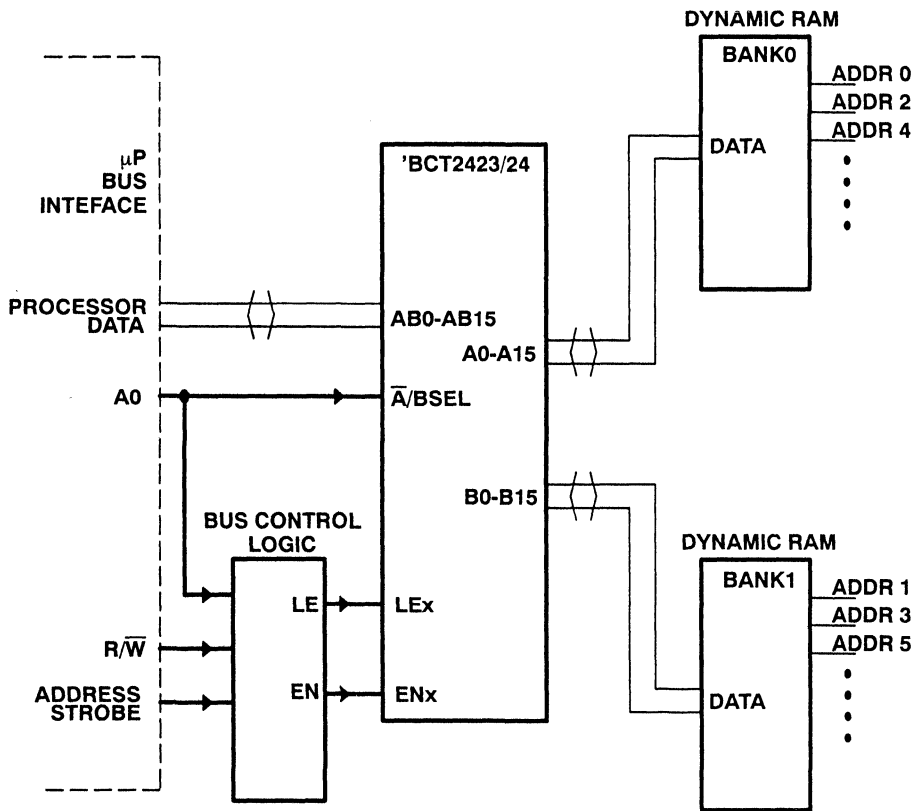 DYNAMIC RAM
BANK0
ADDR 0
ADDR 2
ADDR 4
DATA
'BCT2423/24
µP
BUS
INTEFACE
PROCESSOR
DATA
AB0-AB15
A0-A15
A0
A̅/BSEL
B0-B15
BUS CONTROL
LOGIC
DYNAMIC RAM
BANK1
ADDR 1
ADDR 3
ADDR 5
DATA
LE
LEx
R/W̅
EN
ENx
ADDRESS
STROBE